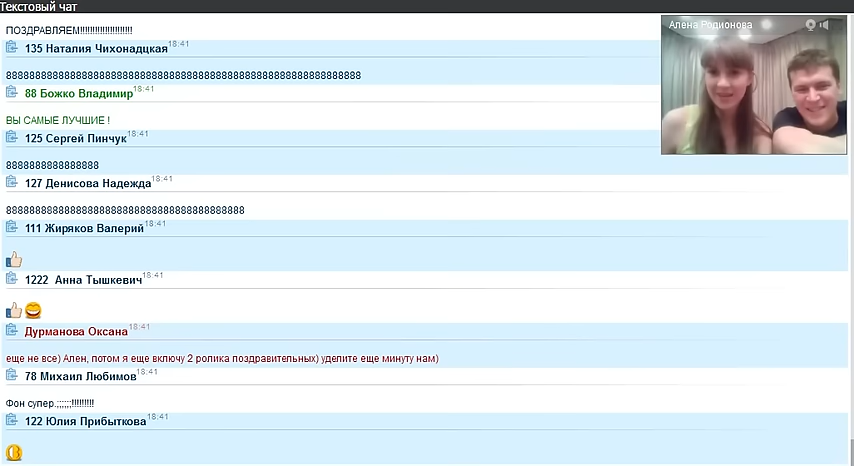 Текстовый чат
Алена Родионова
ПОЗДРАВЛЯЕМ!!!!!!!!!!!!!!!!!!!!!
135 Наталия Чихонадцкая 18:41
8888888888888888888888888888888888888888888888888888888888888
88 Божко Владимир 18:41
ВЫ САМЫЕ ЛУЧШИЕ !
125 Сергей Пинчук 18:41
8888888888888888
127 Денисова Надежда 18:41
88888888888888888888888888888888888888888
111 Жиряков Валерий 18:41
1222 Анна Тышкевич 18:41
Дурманова Оксана 18:41
еще не все) Ален, потом я еще включу 2 ролика поздравительных) уделите еще минуту нам)
78 Михаил Любимов 18:41
Фон супер.;;;;;;!!!!!!!!!
122 Юлия Прибыткова 18:41